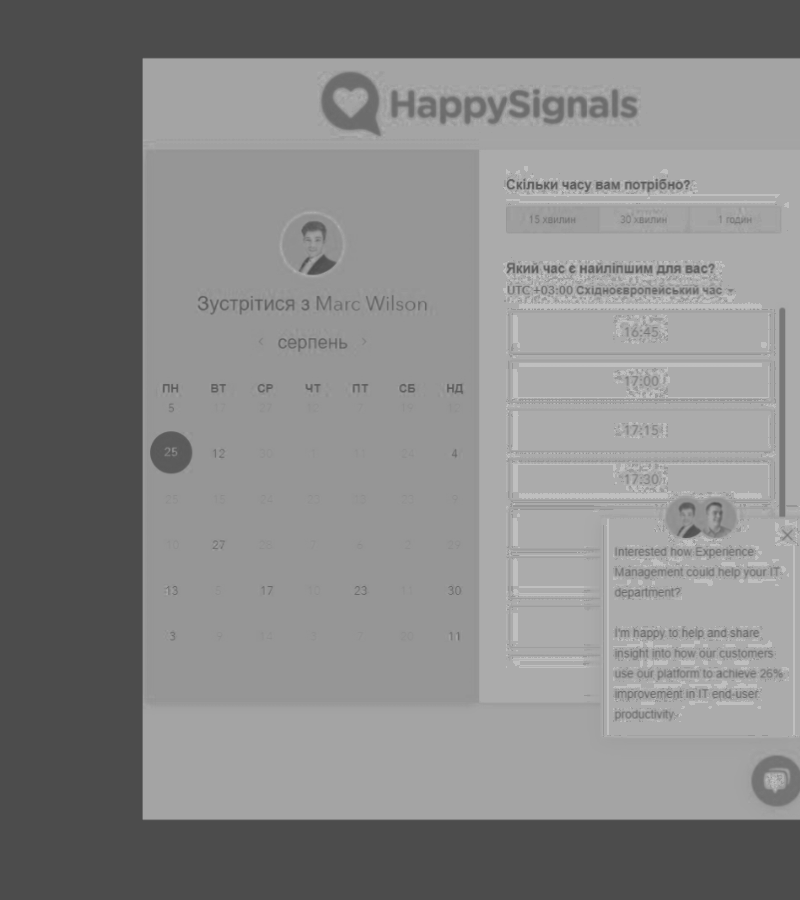 HappySignals
Зустрітися з Marc Wilson
серпень
ПН ВТ СР ЧТ ПТ СБ НД
5
25 12 4
27
13 17 23 30
3 11
Скільки часу вам потрібно?
15 хвилин 30 хвилин 1 годин
Який час є найліпшим для вас?
UTC +03:00 Східноєвропейський час
16:45
17:00
17:15
17:30
Interested how Experience
Management could help your IT
department?
I'm happy to help and share
insight into how our customers
use our platform to achieve 26%
improvement in IT end-user
productivity.